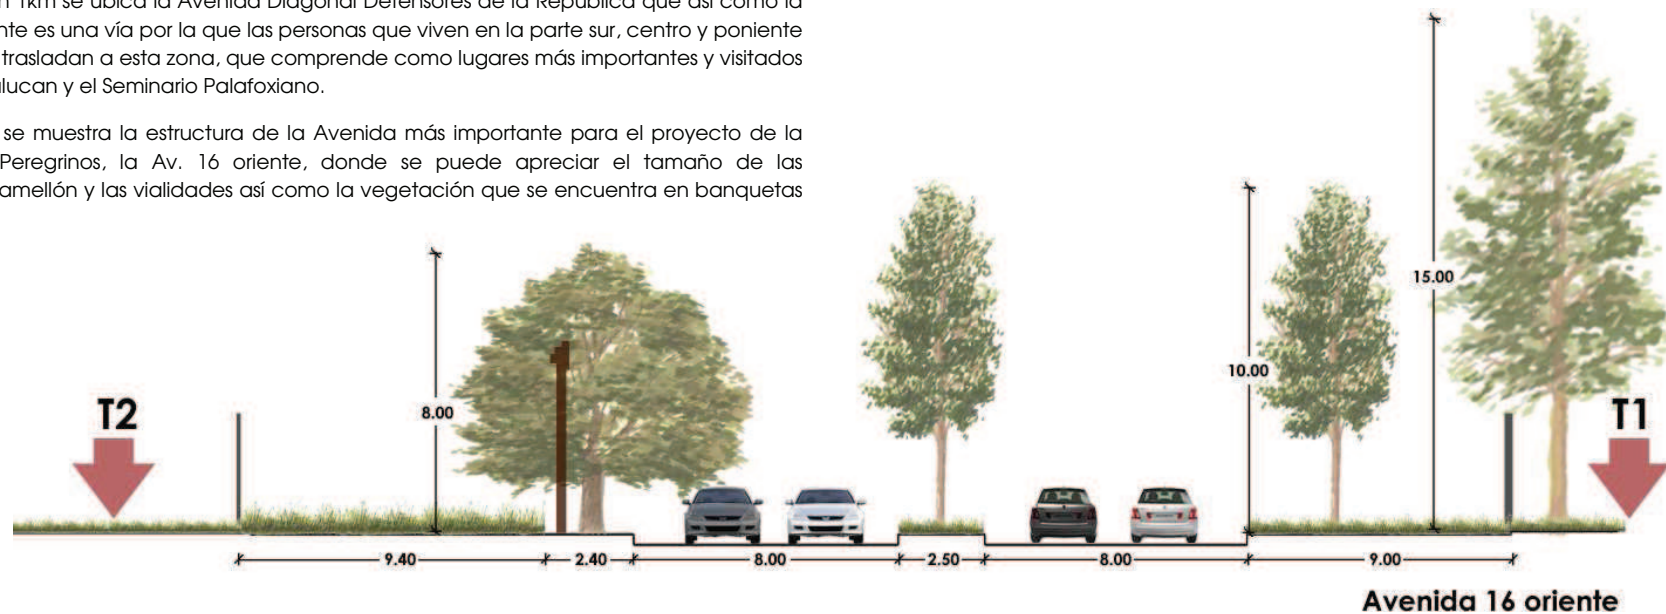 n 1km se ubica la Avenida Diagonal Defensores de la República que así como la
nte es una vía por la que las personas que viven en la parte sur, centro y poniente
trasladan a esta zona, que comprende como lugares más importantes y visitados
alucan y el Seminario Palafoxiano.
se muestra la estructura de la Avenida más importante para el proyecto de la
Peregrinos, la Av. 16 oriente, donde se puede apreciar el tamaño de las
amellón y las vialidades así como la vegetación que se encuentra en banquetas
15.00
10.00
8.00
T2
T1
9.40
2.40
8.00
2.50
8.00
9.00
Avenida 16 oriente